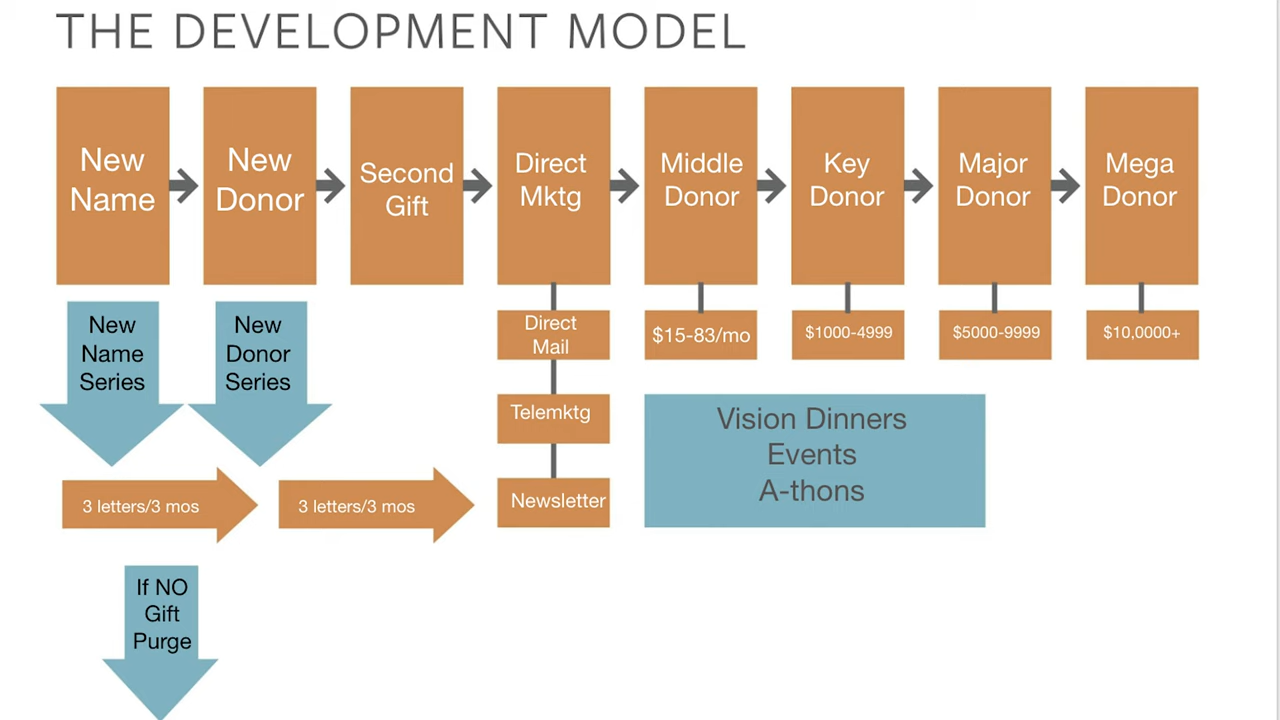 THE DEVELOPMENT MODEL
New
Name
New
Donor
Second
Gift
Direct
Mktg
Middle
Donor
Key
Donor
Major
Donor
Mega
Donor
New
Name
Series
New
Donor
Series
Direct
Mail
$15-83/mo
$1000-4999
$5000-9999
$10,0000+
Telemktg
Newsletter
Vision Dinners
Events
A-thons
3 letters/3 mos
3 letters/3 mos
If NO
Gift
Purge